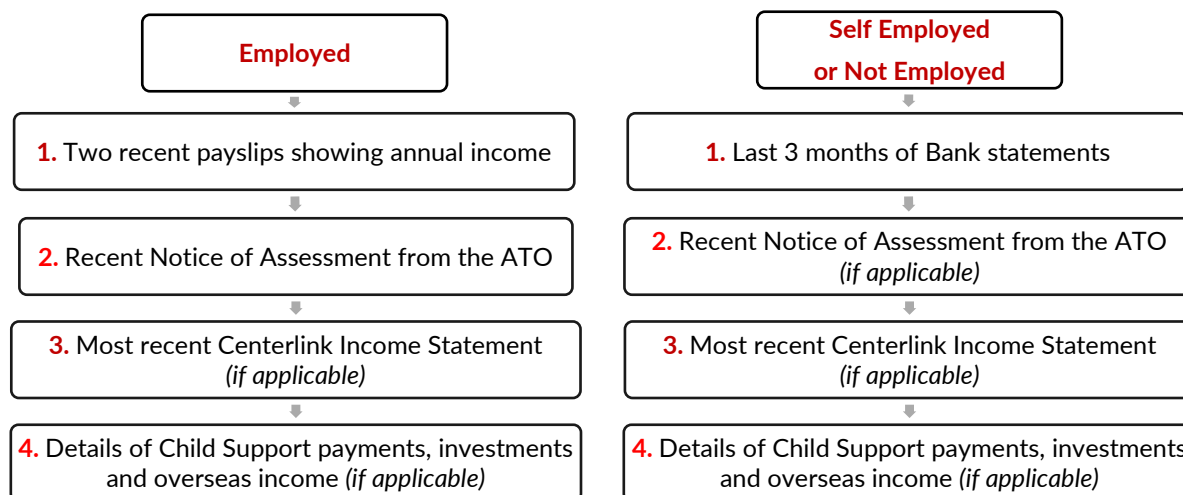 Employed
1. Two recent payslips showing annual income
2. Recent Notice of Assessment from the ATO
3. Most recent Centerlink Income Statement
(if applicable)
4. Details of Child Support payments, investments
and overseas income (if applicable)
Self Employed
or Not Employed
1. Last 3 months of Bank statements
2. Recent Notice of Assessment from the ATO
(if applicable)
3. Most recent Centerlink Income Statement
(if applicable)
4. Details of Child Support payments, investments
and overseas income (if applicable)